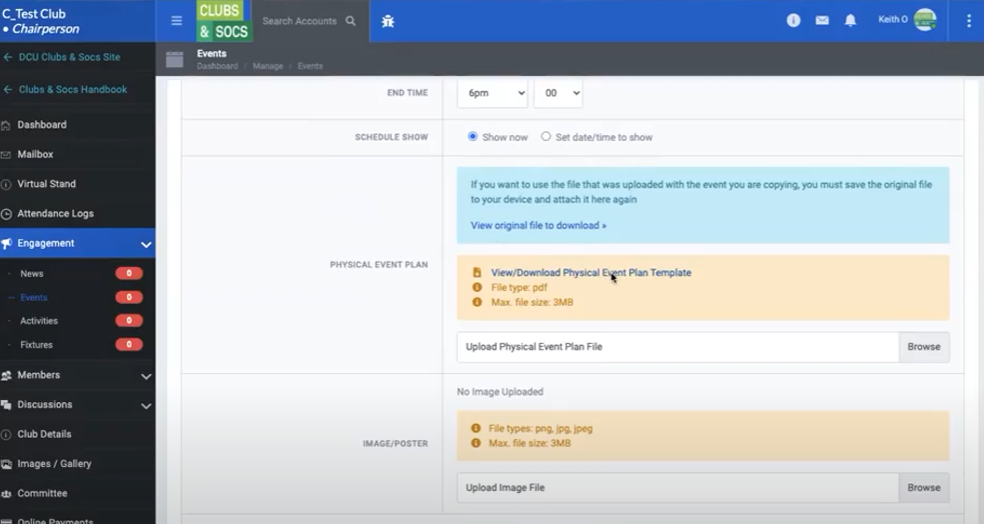 C_Test Club
• Chairperson
CLUBS
& SOCS
Search Accounts
Keith O
Events
Dashboard / Manage / Events
← DCU Clubs & Socs Site
← Clubs & Socs Handbook
Dashboard
Mailbox
Virtual Stand
Attendance Logs
Engagement
News 0
Events 0
Activities 0
Fixtures 0
Members
Discussions
Club Details
Images / Gallery
Committee
Online Payments
END TIME
6pm
00
SCHEDULE SHOW
Show now
Set date/time to show
PHYSICAL EVENT PLAN
If you want to use the file that was uploaded with the event you are copying, you must save the original file
to your device and attach it here again
View original file to download »
View/Download Physical Event Plan Template
File type: pdf
Max. file size: 3MB
Upload Physical Event Plan File
Browse
IMAGE/POSTER
No Image Uploaded
File types: png, jpg, jpeg
Max. file size: 3MB
Upload Image File
Browse